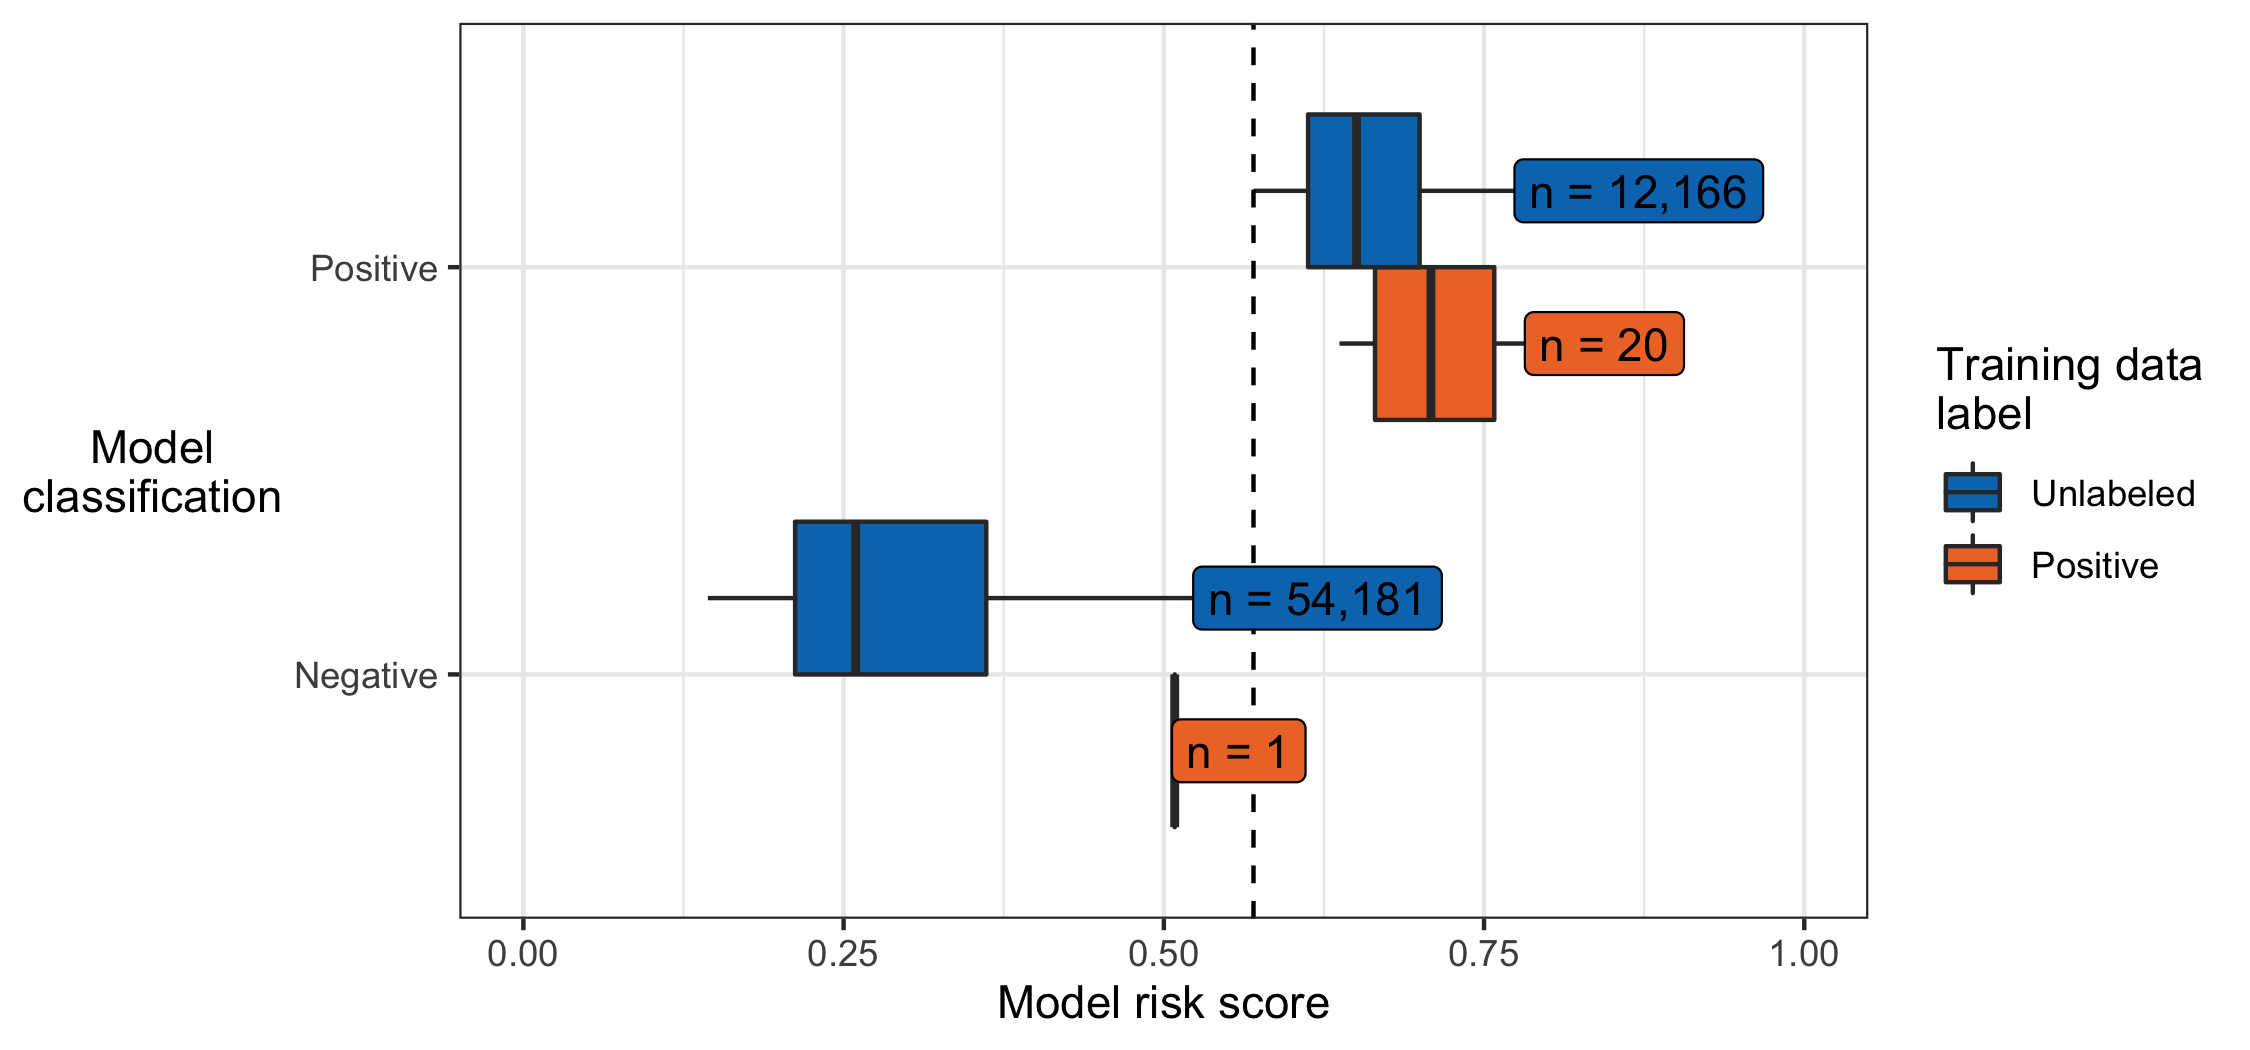 n = 12,166
Positive
n = 20
Training data
label
Model
classification
Unlabeled
Positive
n = 54,181
Negative
n = 1
0.00
0.25
0.50
0.75
1.00
Model risk score